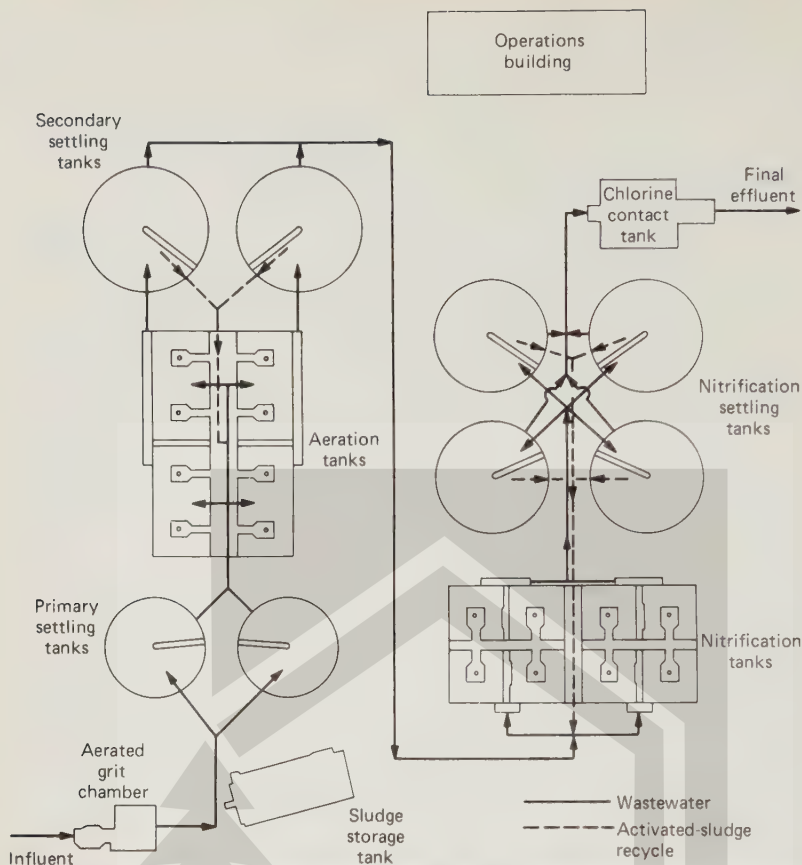 Operations
building
Secondary
settling
tanks
Final
effluent
Chlorine
contact
tank
Aeration
tanks
Nitrification
settling
tanks
Primary
settling
tanks
Nitrification
tanks
Aerated
grit
chamber
Sludge
storage
tank
Influent
Wastewater
Activated-sludge
recycle